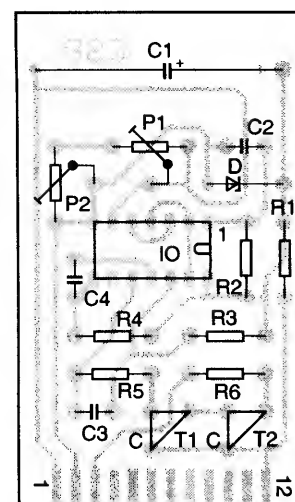 C1
+
P1
C2
D
P2
R1
1
IO
R2
C4
R4 R3
R5 R6
C3 C T1 C T2
1 12